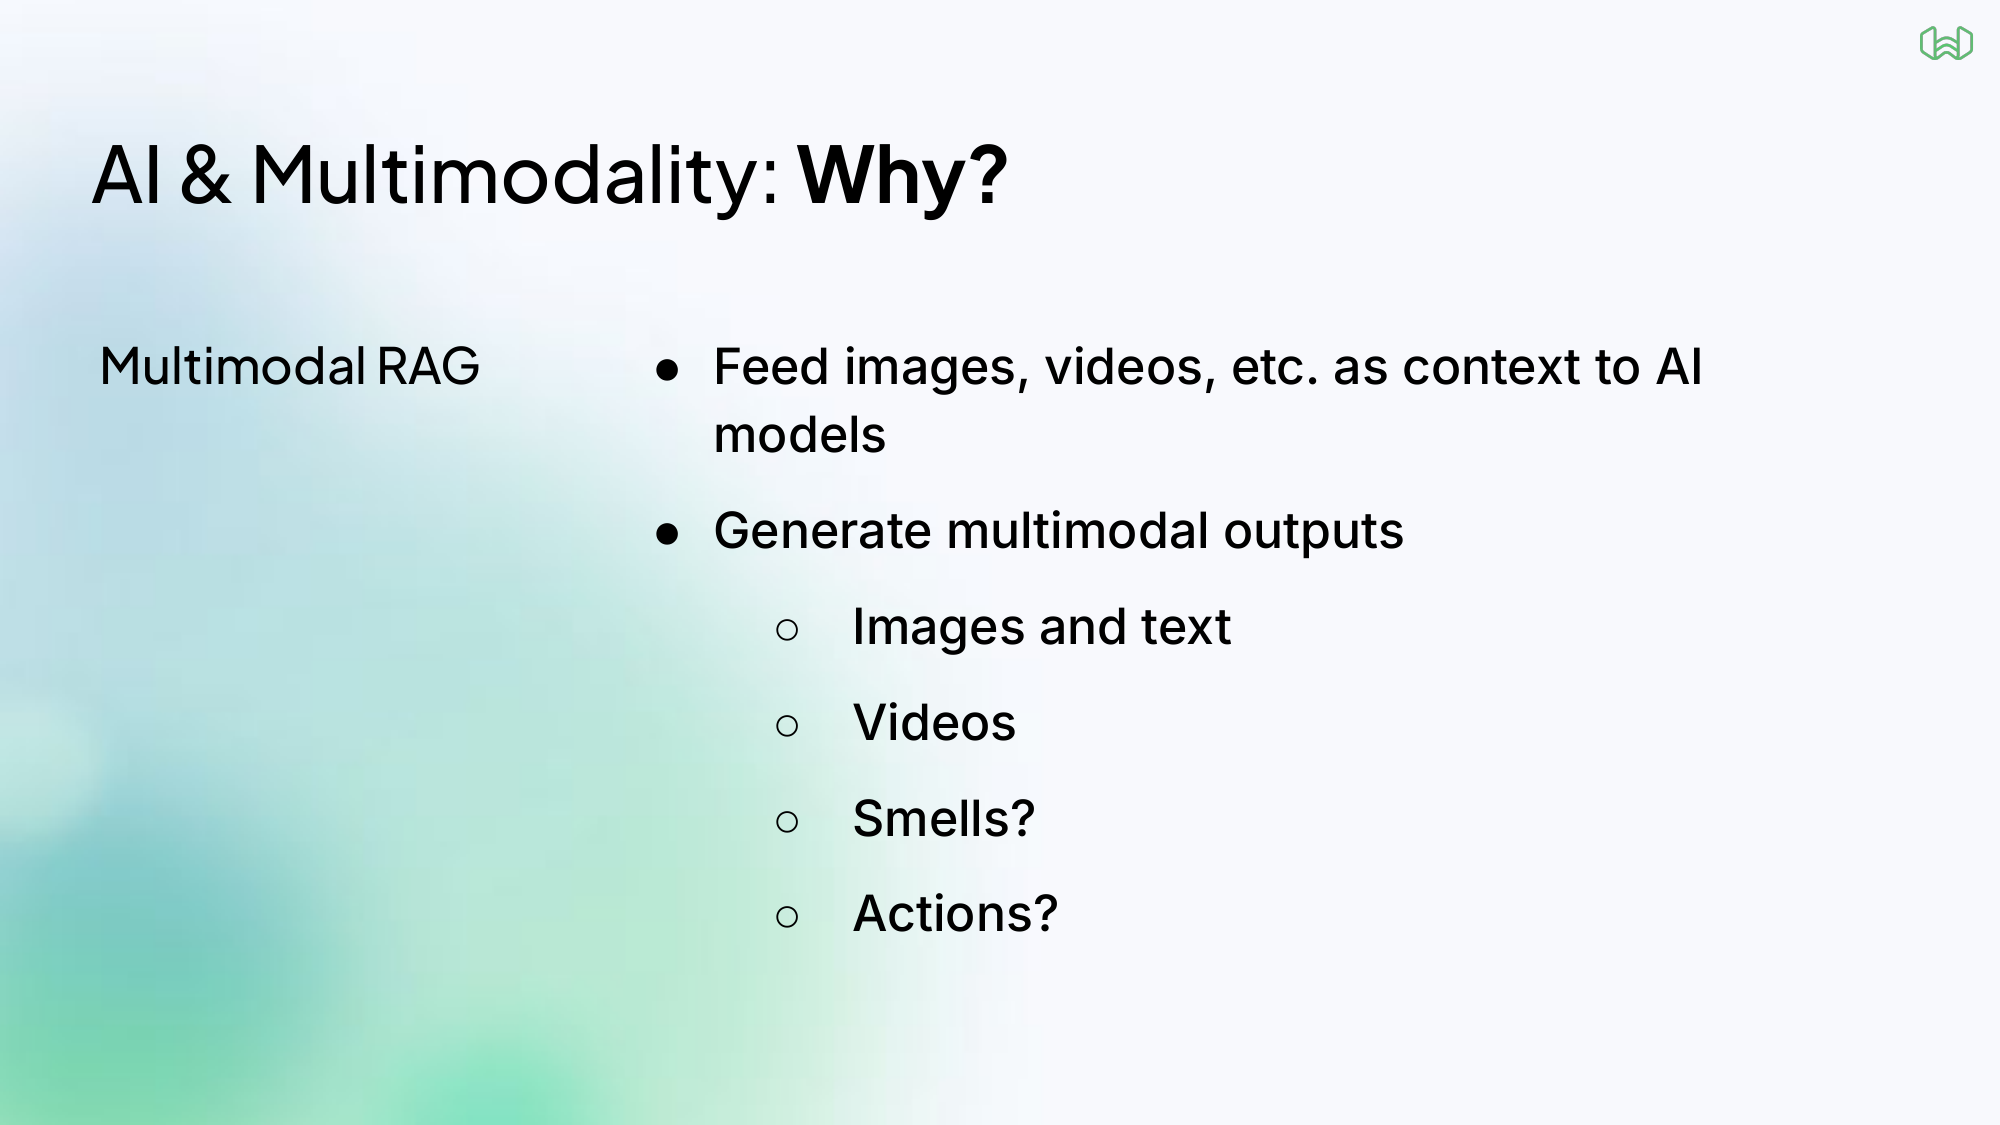 AI & Multimodality: Why?
Multimodal RAG
● Feed images, videos, etc. as context to AI
models
● Generate multimodal outputs
○ Images and text
○ Videos
○ Smells?
○ Actions?